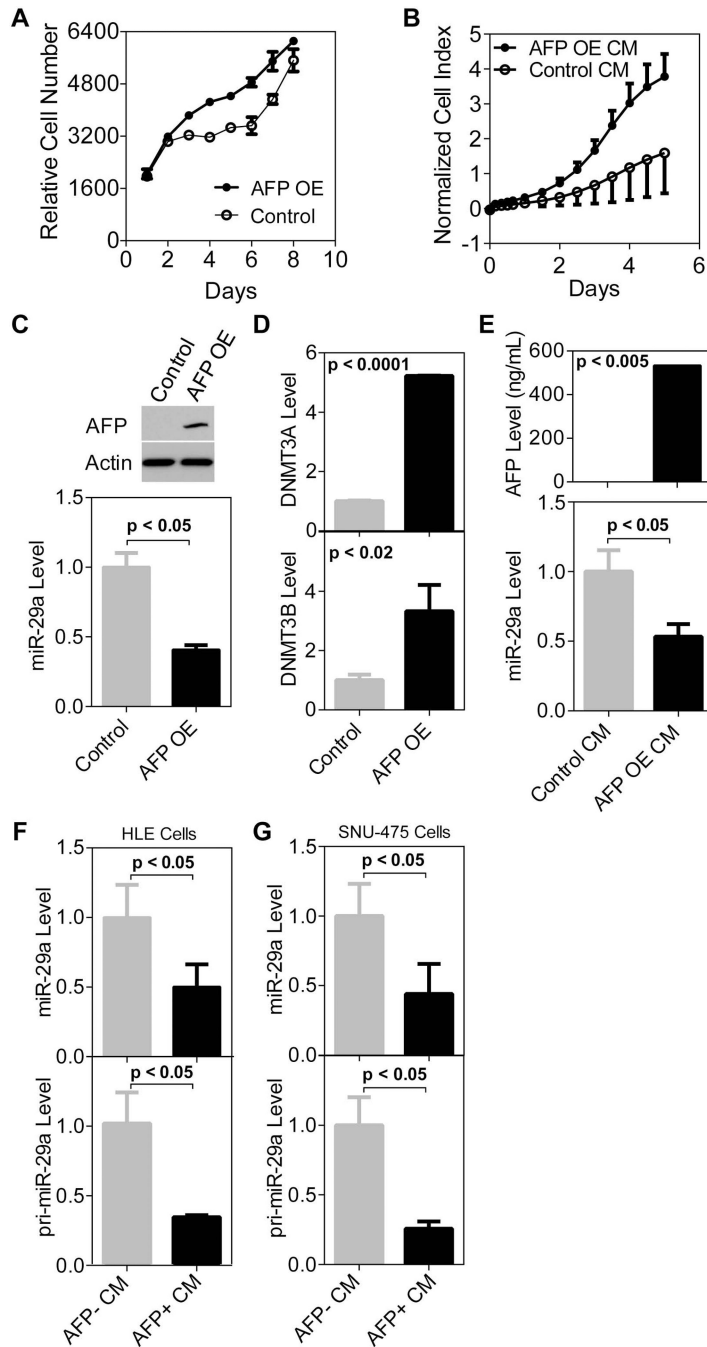 A
Relative Cell Number
6400
4800
3200
1600
0
0 2 4 6 8 10
Days
AFP OE
Control
B
Normalized Cell Index
5
4
3
2
1
0
-1
0 2 4 6
Days
AFP OE CM
Control CM
C
Control
AFP OE
AFP
Actin
miR-29a Level
1.5
1.0
0.5
0.0
p < 0.05
Control
AFP OE
D
DNMT3A Level
6
4
2
0
p < 0.0001
DNMT3B Level
6
4
2
0
p < 0.02
Control
AFP OE
E
AFP Level (ng/mL)
600
400
200
0
p < 0.005
miR-29a Level
1.5
1.0
0.5
0.0
p < 0.05
Control CM
AFP OE CM
F
HLE Cells
miR-29a Level
1.5
1.0
0.5
0.0
p < 0.05
pri-miR-29a Level
1.0
0.5
0.0
p < 0.05
AFP- CM
AFP+ CM
G
SNU-475 Cells
miR-29a Level
1.5
1.0
0.5
0.0
p < 0.05
pri-miR-29a Level
1.0
0.5
0.0
p < 0.05
AFP- CM
AFP+ CM